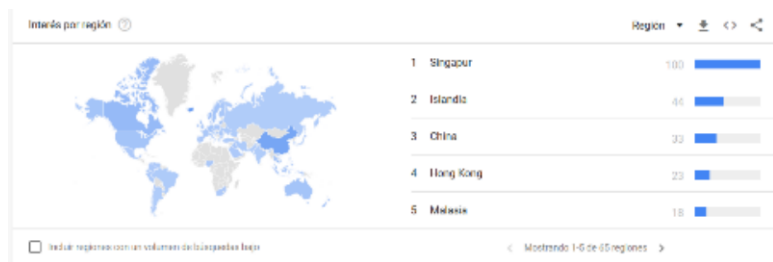 Interés por región
Región
1 Singapur 100
2 Islandia 44
3 China 33
4 Hong Kong 23
5 Malasia 18
Incluir regiones con un volumen de búsquedas bajo
Mostrando 1-5 de 65 regiones